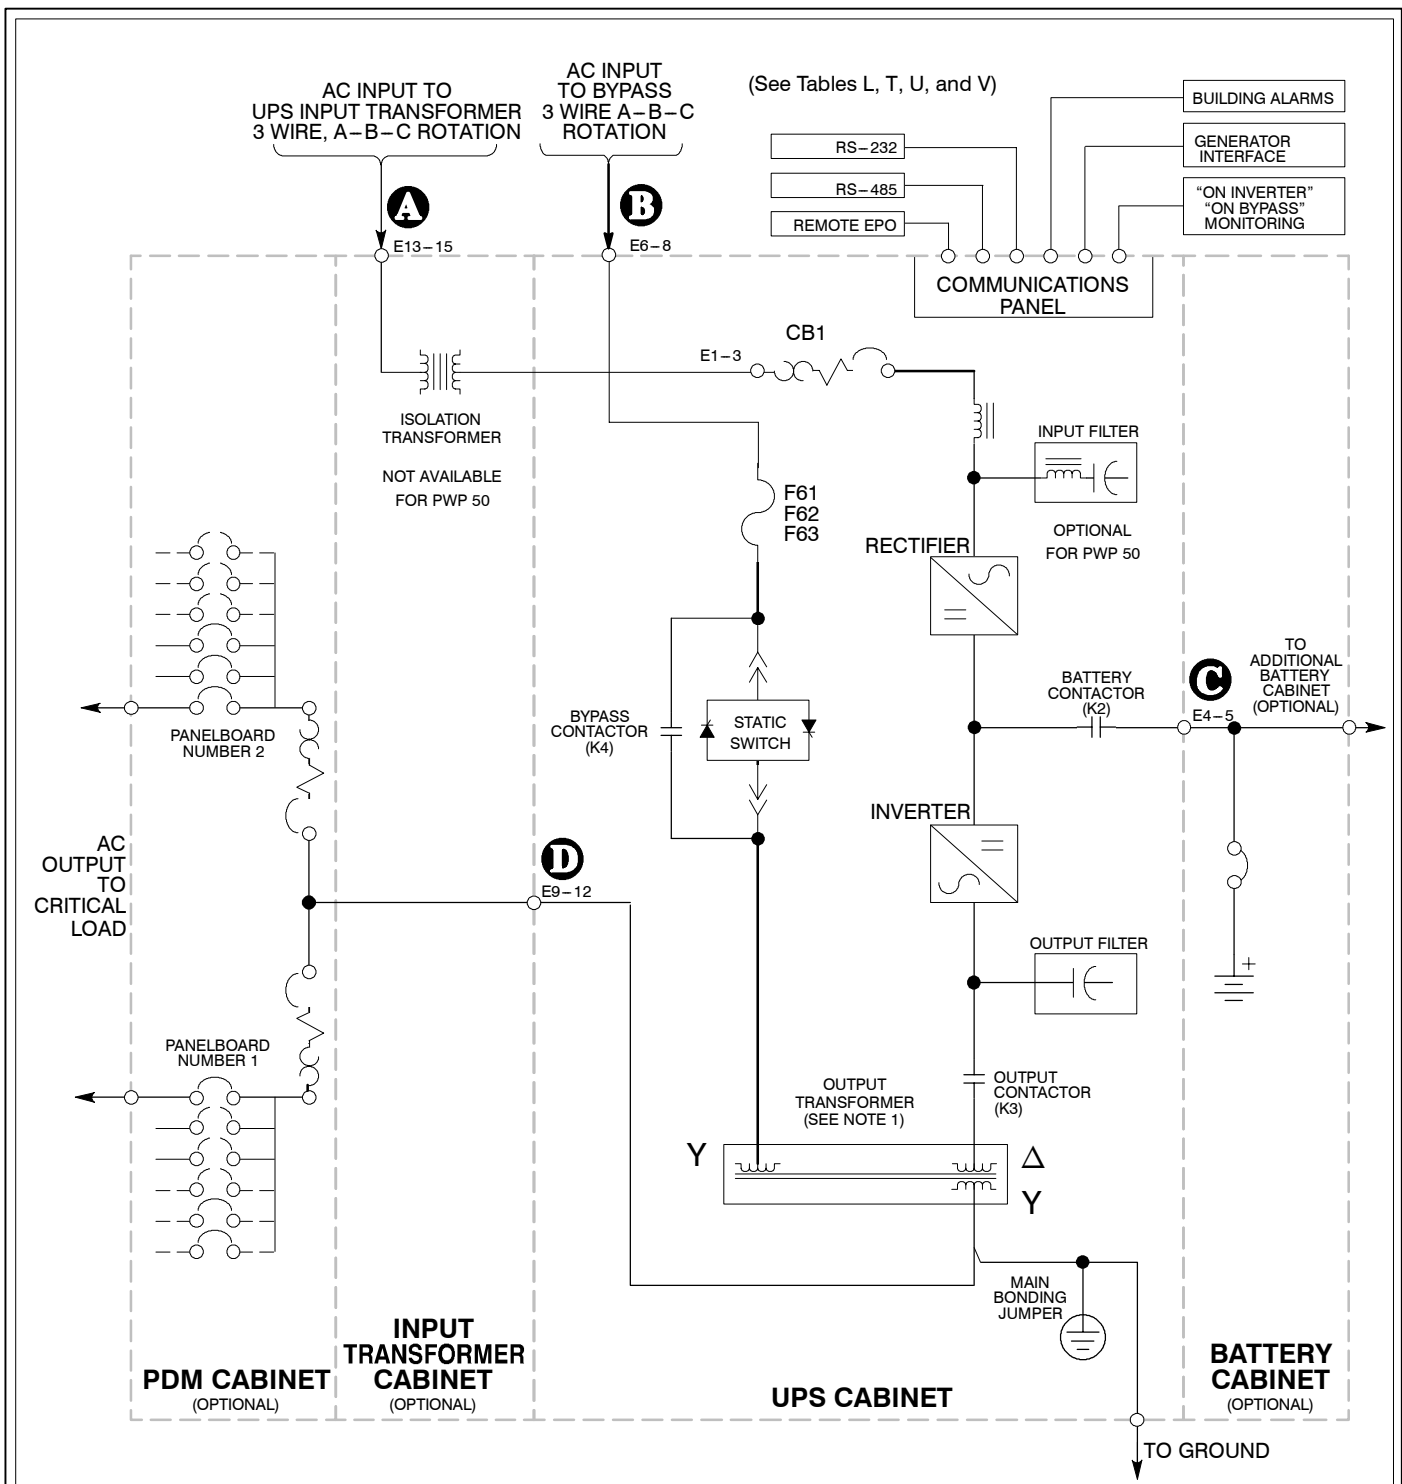 AC INPUT TO
UPS INPUT TRANSFORMER
3 WIRE, A–B–C ROTATION
AC INPUT
TO BYPASS
3 WIRE A–B–C
ROTATION
(See Tables L, T, U, and V)
BUILDING ALARMS
GENERATOR
INTERFACE
"ON INVERTER"
"ON BYPASS"
MONITORING
RS–232
RS–485
REMOTE EPO
A
B
E13–15
E6–8
COMMUNICATIONS
PANEL
CB1
E1–3
ISOLATION
TRANSFORMER
NOT AVAILABLE
FOR PWP 50
INPUT FILTER
OPTIONAL
FOR PWP 50
F61
F62
F63
RECTIFIER
BATTERY
CONTACTOR
(K2)
C
E4–5
TO
ADDITIONAL
BATTERY
CABINET
(OPTIONAL)
PANELBOARD
NUMBER 2
BYPASS
CONTACTOR
(K4)
STATIC
SWITCH
INVERTER
AC
OUTPUT
TO
CRITICAL
LOAD
D
E9–12
OUTPUT FILTER
+
PANELBOARD
NUMBER 1
OUTPUT
TRANSFORMER
(SEE NOTE 1)
OUTPUT
CONTACTOR
(K3)
Y
Δ
Y
MAIN
BONDING
JUMPER
PDM CABINET
(OPTIONAL)
INPUT
TRANSFORMER
CABINET
(OPTIONAL)
UPS CABINET
BATTERY
CABINET
(OPTIONAL)
TO GROUND